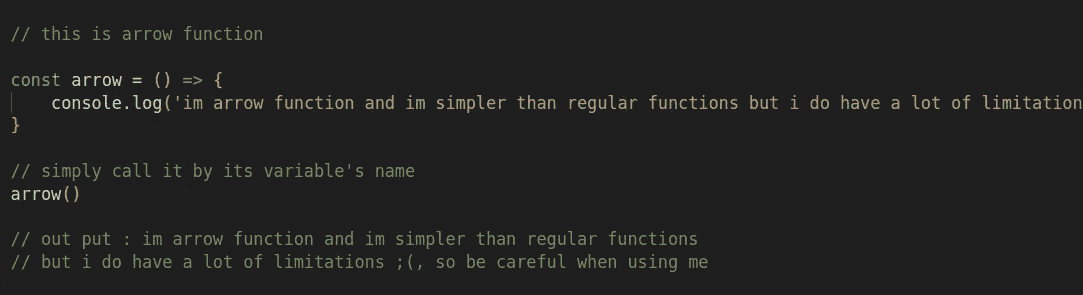 // this is arrow function
const arrow = () => {
console.log('im arrow function and im simpler than regular functions but i do have a lot of limitation
}
// simply call it by its variable's name
arrow()
// out put : im arrow function and im simpler than regular functions
// but i do have a lot of limitations ;(, so be careful when using me